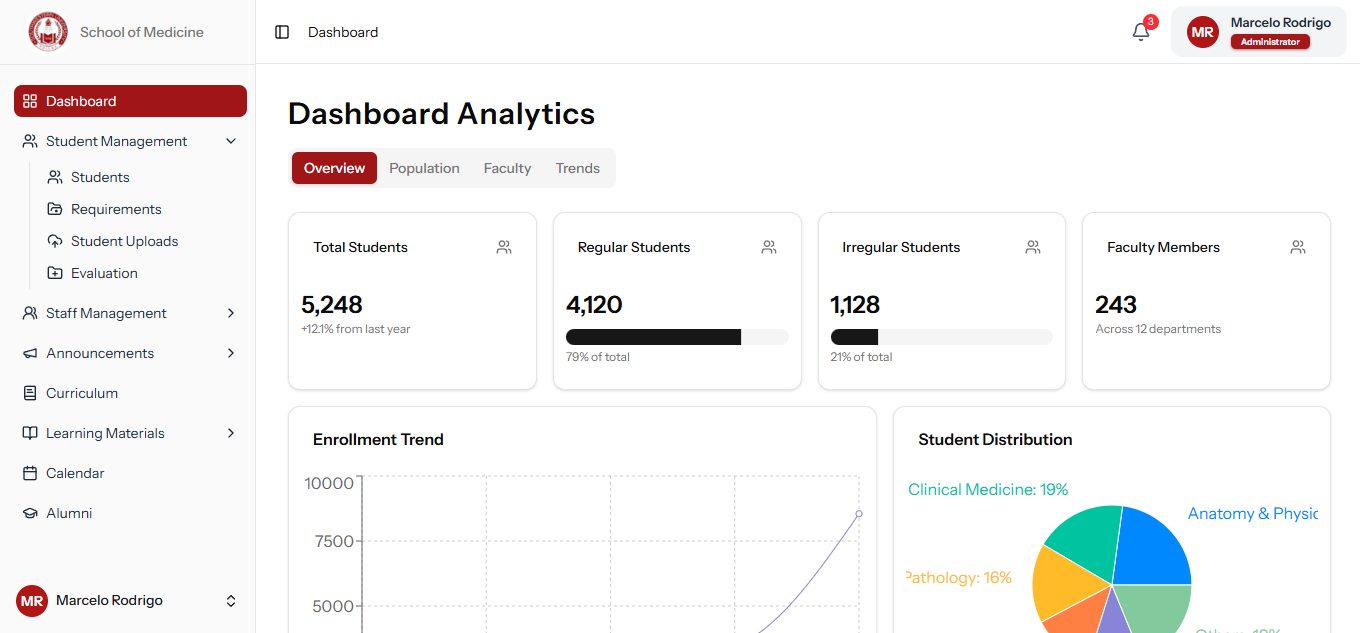 School of Medicine
Dashboard
Student Management
Students
Requirements
Student Uploads
Evaluation
Staff Management
Announcements
Curriculum
Learning Materials
Calendar
Alumni
MR Marcelo Rodrigo
Dashboard
3
MR Marcelo Rodrigo
Administrator
Dashboard Analytics
Overview Population Faculty Trends
Total Students
5,248
+12.1% from last year
Regular Students
4,120
79% of total
Irregular Students
1,128
21% of total
Faculty Members
243
Across 12 departments
Enrollment Trend
10000
7500
5000
Student Distribution
Clinical Medicine: 19%
Anatomy & Physic
Pathology: 16%